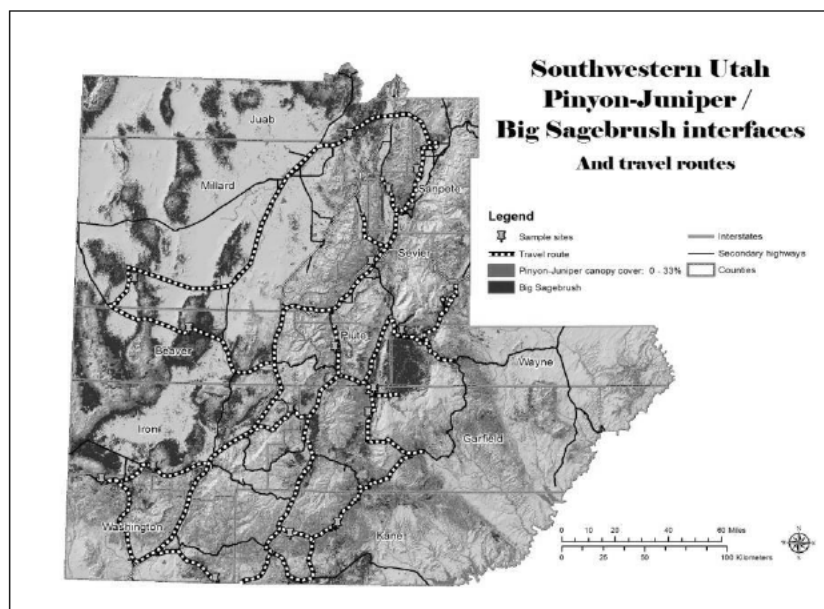 Southwestern Utah
Pinyon-Juniper /
Big Sagebrush interfaces
And travel routes
Legend
Sample sites
Travel route
Pinyon-Juniper canopy cover: 0 - 33%
Big Sagebrush
Interstates
Secondary highways
Counties
Juab
Millard
Sanpete
Sevier
Beaver
Piute
Wayne
Iron
Garfield
Washington
Kane
0 10 20 40 60 Miles
0 25 50 100 Kilometers